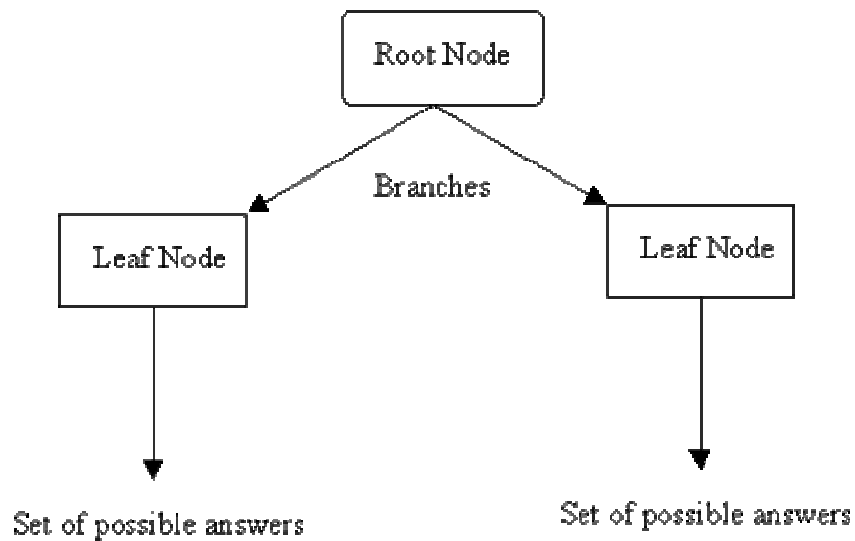 Root Node
Branches
Leaf Node
Leaf Node
Set of possible answers
Set of possible answers